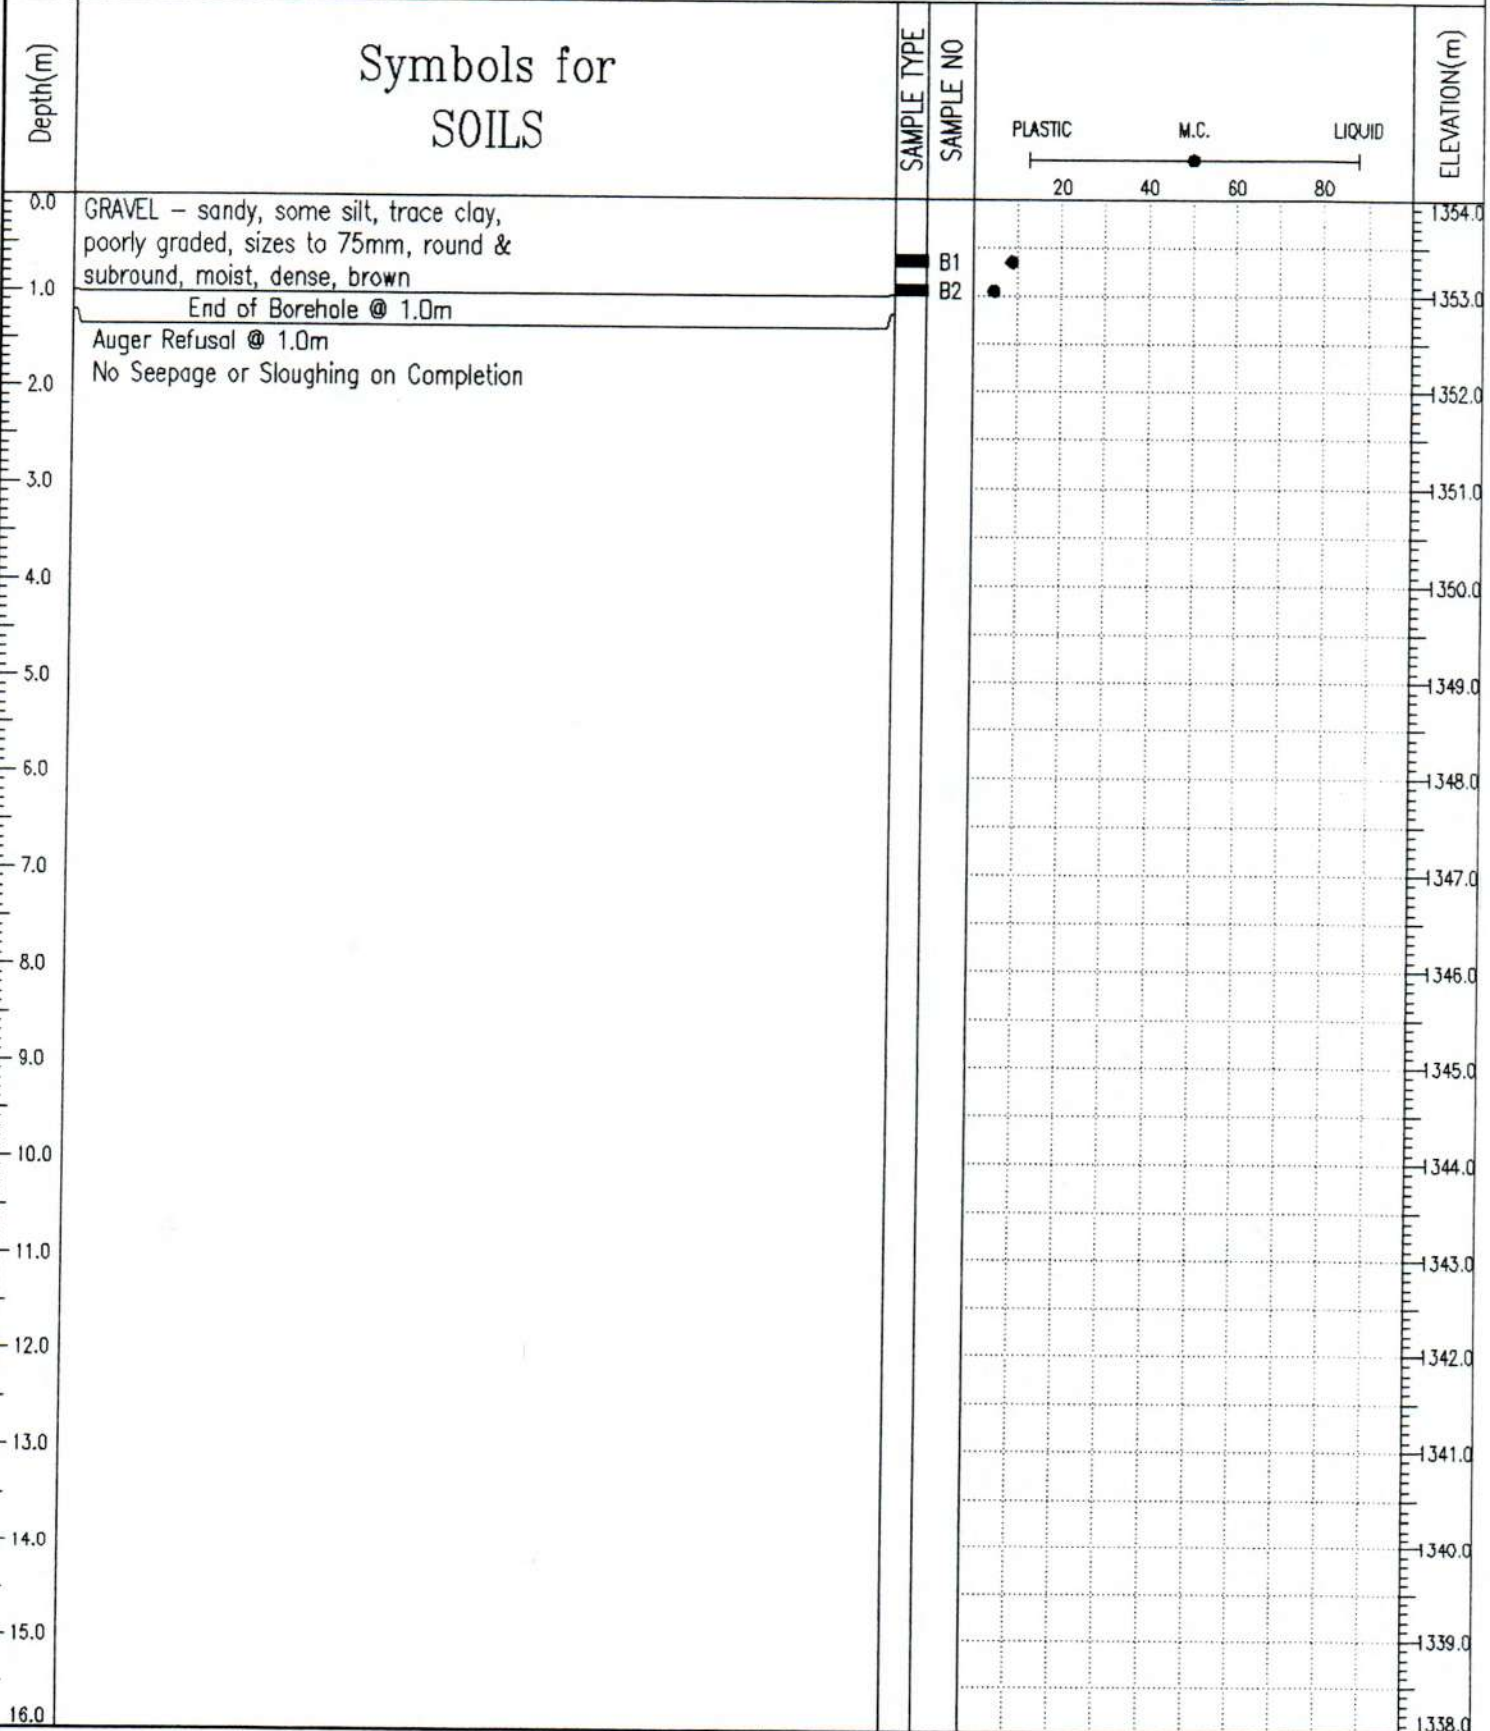 Depth(m)
Symbols for
SOILS
SAMPLE TYPE
SAMPLE NO
PLASTIC M.C. LIQUID
20 40 60 80
ELEVATION(m)
0.0
GRAVEL – sandy, some silt, trace clay,
poorly graded, sizes to 75mm, round &
subround, moist, dense, brown
B1
B2
1354.0
1.0
End of Borehole @ 1.0m
1353.0
Auger Refusal @ 1.0m
No Seepage or Sloughing on Completion
2.0
1352.0
3.0
1351.0
4.0
1350.0
5.0
1349.0
6.0
1348.0
7.0
1347.0
8.0
1346.0
9.0
1345.0
10.0
1344.0
11.0
1343.0
12.0
1342.0
13.0
1341.0
14.0
1340.0
15.0
1339.0
16.0
1338.0